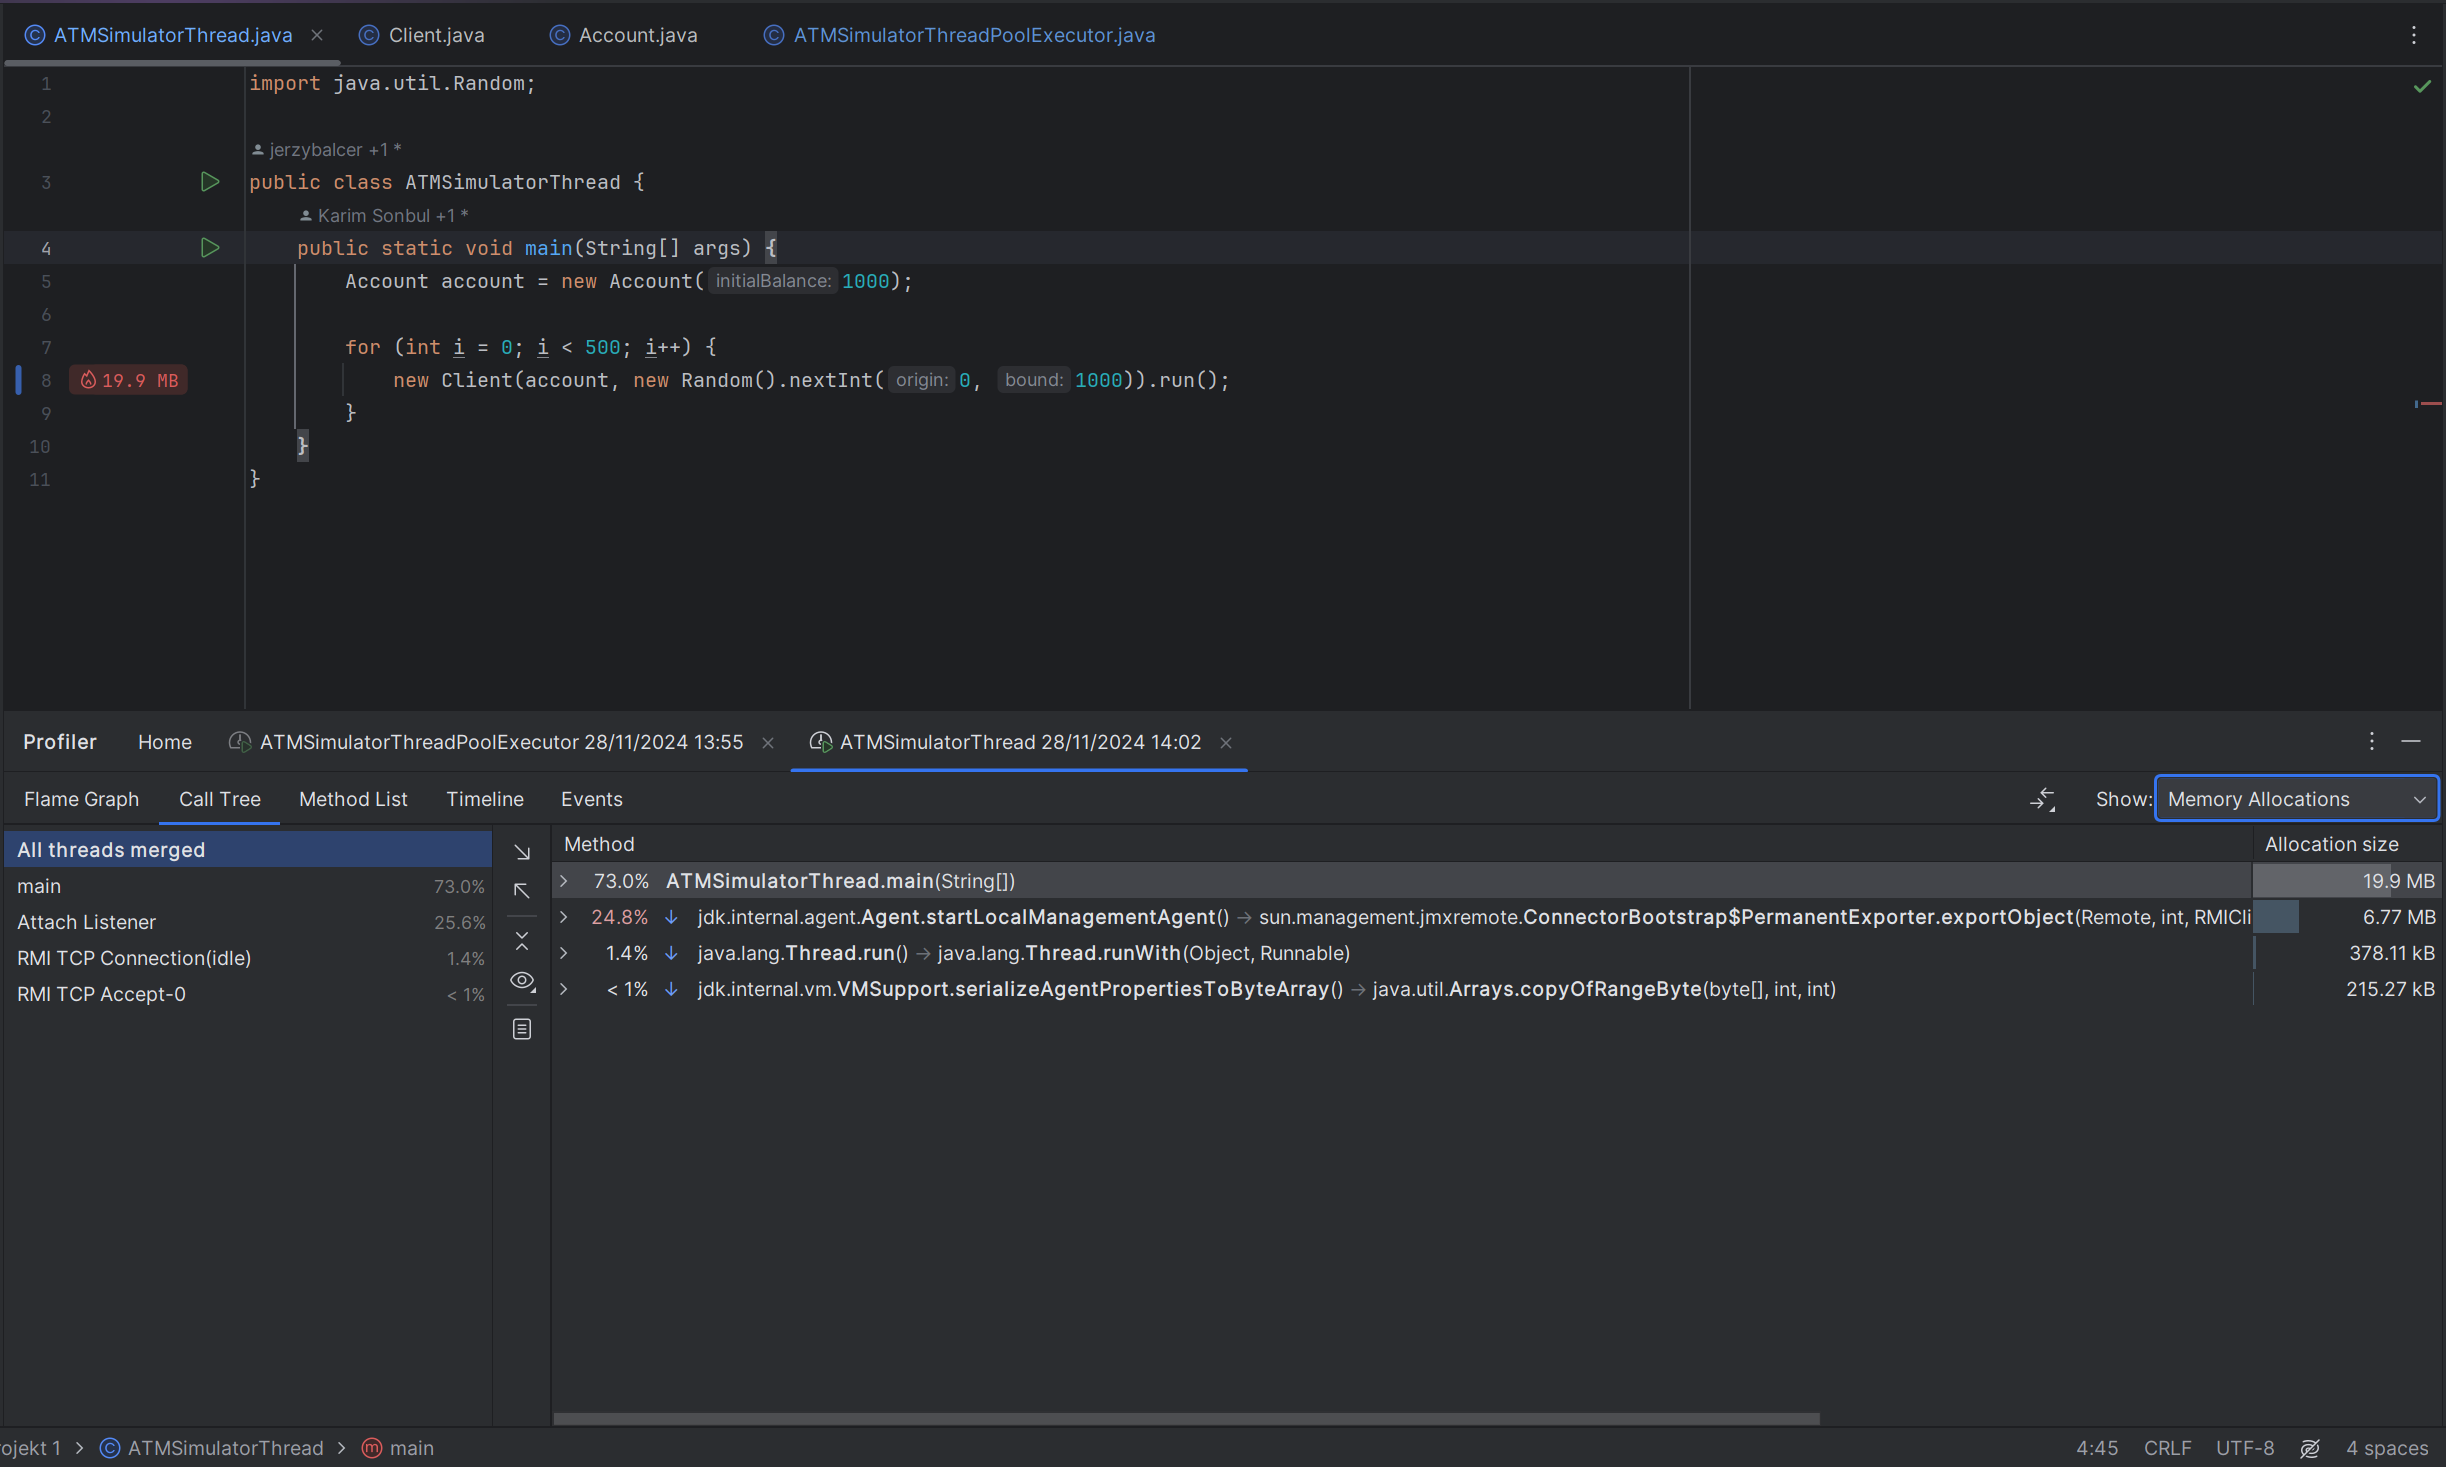 ATMSimulatorThread.java Client.java Account.java ATMSimulatorThreadPoolExecutor.java
1 import java.util.Random;
2
jerzybalcer +1 *
3 public class ATMSimulatorThread {
Karim Sonbul +1 *
4 public static void main(String[] args) {
5 Account account = new Account( initialBalance: 1000);
6
7 for (int i = 0; i < 500; i++) {
8 19.9 MB new Client(account, new Random().nextInt( origin: 0, bound: 1000)).run();
9 }
10 }
11 }
Profiler Home ATMSimulatorThreadPoolExecutor 28/11/2024 13:55 ATMSimulatorThread 28/11/2024 14:02
Flame Graph Call Tree Method List Timeline Events Show: Memory Allocations
All threads merged
main 73.0%
Attach Listener 25.6%
RMI TCP Connection(idle) 1.4%
RMI TCP Accept-0 < 1%
Method Allocation size
73.0% ATMSimulatorThread.main(String[]) 19.9 MB
24.8% jdk.internal.agent.Agent.startLocalManagementAgent() → sun.management.jmxremote.ConnectorBootstrap$PermanentExporter.exportObject(Remote, int, RMICli 6.77 MB
1.4% java.lang.Thread.run() → java.lang.Thread.runWith(Object, Runnable) 378.11 kB
< 1% jdk.internal.vm.VMSupport.serializeAgentPropertiesToByteArray() → java.util.Arrays.copyOfRangeByte(byte[], int, int) 215.27 kB
ojekt 1 > ATMSimulatorThread > main 4:45 CRLF UTF-8 4 spaces